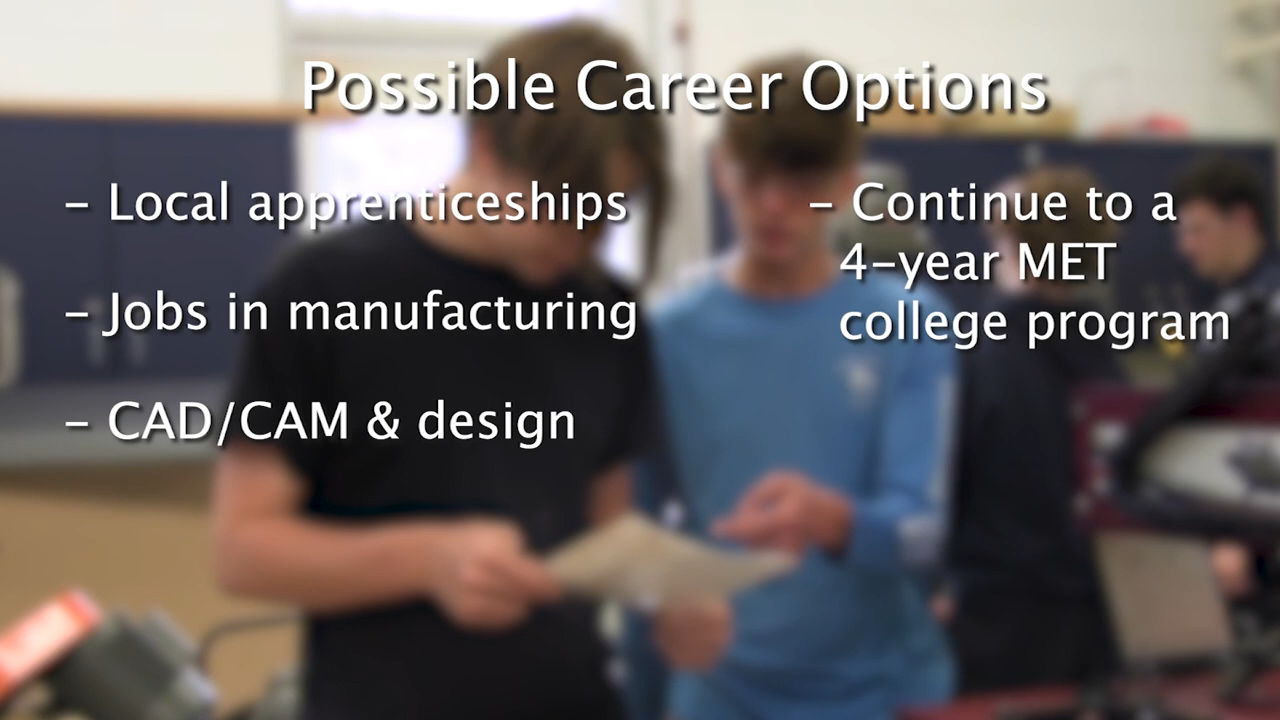 Possible Career Options
- Local apprenticeships
- Jobs in manufacturing
- CAD/CAM & design
- Continue to a
4-year MET
college program